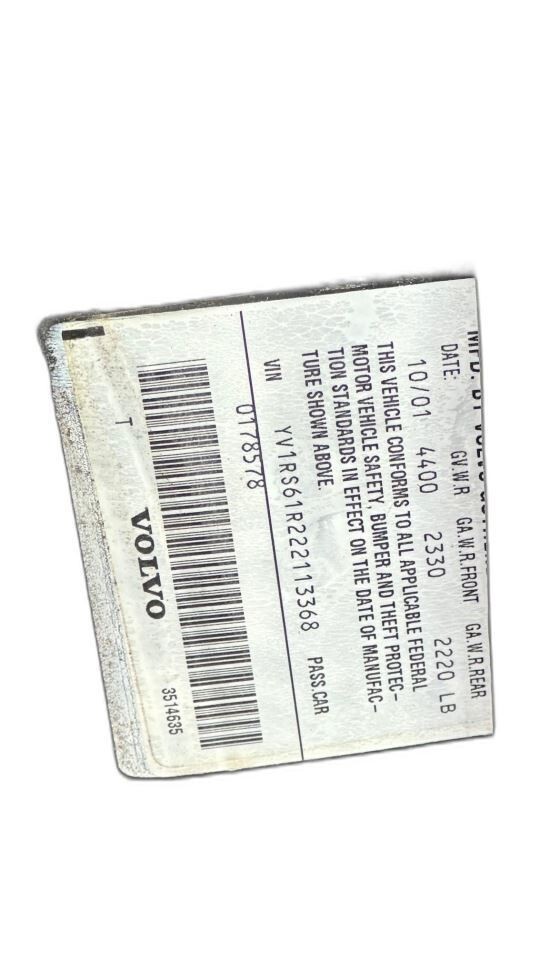 DATE: G.V.W.R GA.W.R.FRONT GA.W.R.REAR
10/01 4400 2330 2220 LB
THIS VEHICLE CONFORMS TO ALL APPLICABLE FEDERAL
MOTOR VEHICLE SAFETY, BUMPER AND THEFT PROTEC-
TION STANDARDS IN EFFECT ON THE DATE OF MANUFAC-
TURE SHOWN ABOVE.
VIN YV1RS61R222113368 PASS.CAR
0178578
T VOLVO 3514635